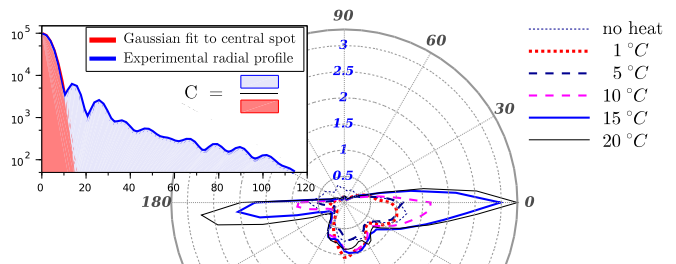 Gaussian fit to central spot
Experimental radial profile
C =
10^5
10^4
10^3
10^2
0 20 40 60 80 100 120
90
60
30
0
180
3
2.5
2
1.5
1
0.5
no heat
1 °C
5 °C
10 °C
15 °C
20 °C